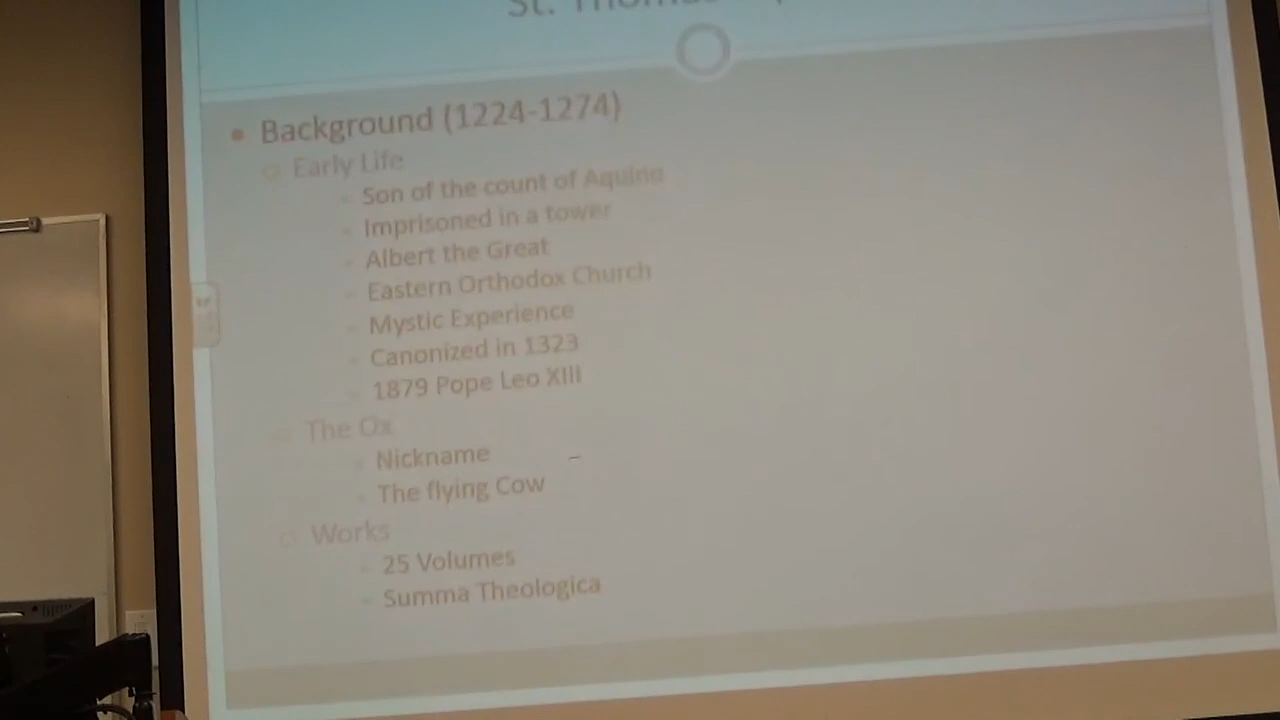 St. Thomas
Background (1224-1274)
Early Life
Son of the count of Aquino
Imprisoned in a tower
Albert the Great
Eastern Orthodox Church
Mystic Experience
Canonized in 1323
1879 Pope Leo XIII
The Ox
Nickname
The flying Cow
Works
25 Volumes
Summa Theologica